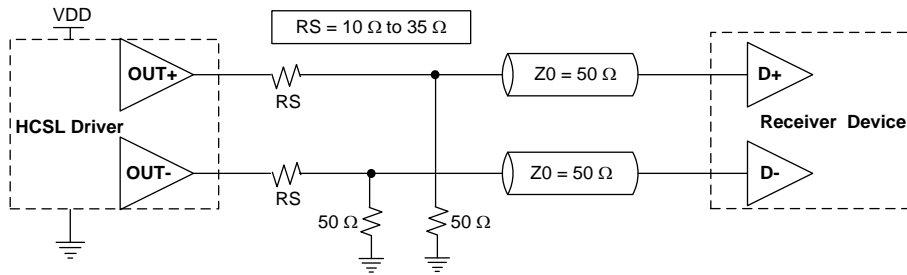 VDD
RS = 10 Ω to 35 Ω
OUT+
RS
Z0 = 50 Ω
D+
HCSL Driver
Receiver Device
OUT-
RS
Z0 = 50 Ω
D-
50 Ω
50 Ω